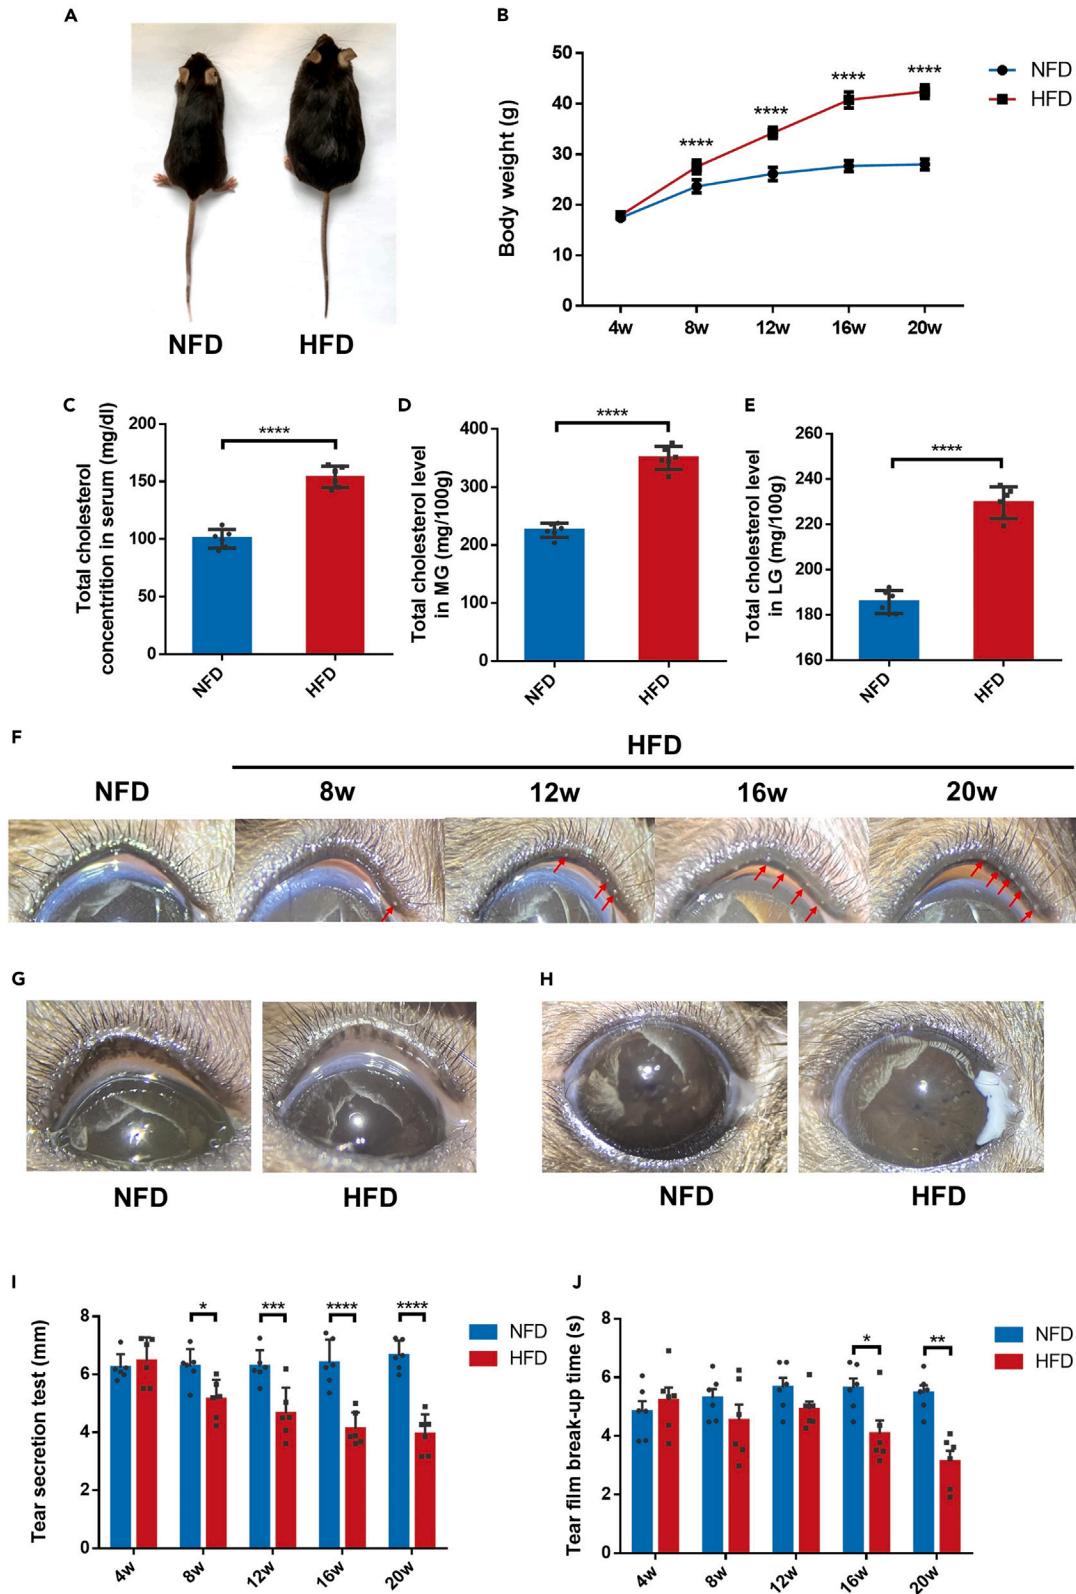 A
NFD
HFD
B
Body weight (g)
50
40
30
20
10
0
****
****
****
****
4w
8w
12w
16w
20w
NFD
HFD
C
Total cholesterol
concentrition in serum (mg/dl)
200
150
100
50
0
****
NFD
HFD
D
Total cholesterol level
in MG (mg/100g)
400
300
200
100
0
****
NFD
HFD
E
Total cholesterol level
in LG (mg/100g)
260
240
220
200
180
160
****
NFD
HFD
F
HFD
NFD
8w
12w
16w
20w
G
NFD
HFD
H
NFD
HFD
I
Tear secretion test (mm)
8
6
4
2
0
*
***
****
****
4w
8w
12w
16w
20w
NFD
HFD
J
Tear film break-up time (s)
8
6
4
2
0
*
**
4w
8w
12w
16w
20w
NFD
HFD